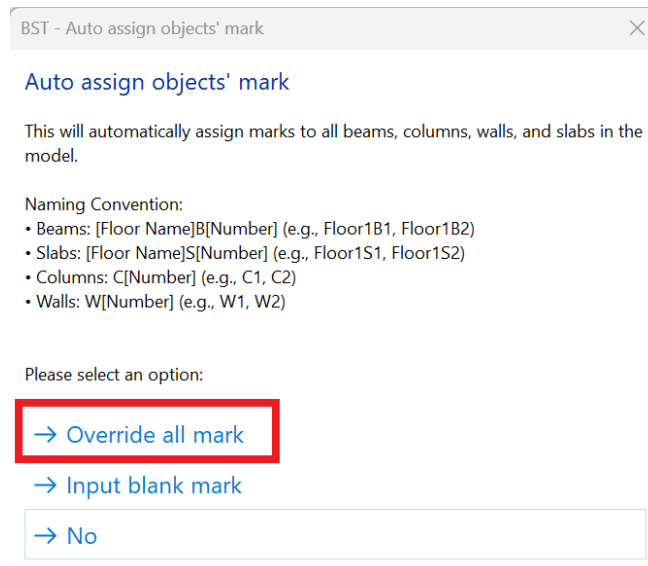 BST - Auto assign objects' mark
Auto assign objects' mark
This will automatically assign marks to all beams, columns, walls, and slabs in the
model.
Naming Convention:
• Beams: [Floor Name]B[Number] (e.g., Floor1B1, Floor1B2)
• Slabs: [Floor Name]S[Number] (e.g., Floor1S1, Floor1S2)
• Columns: C[Number] (e.g., C1, C2)
• Walls: W[Number] (e.g., W1, W2)
Please select an option:
→ Override all mark
→ Input blank mark
→ No